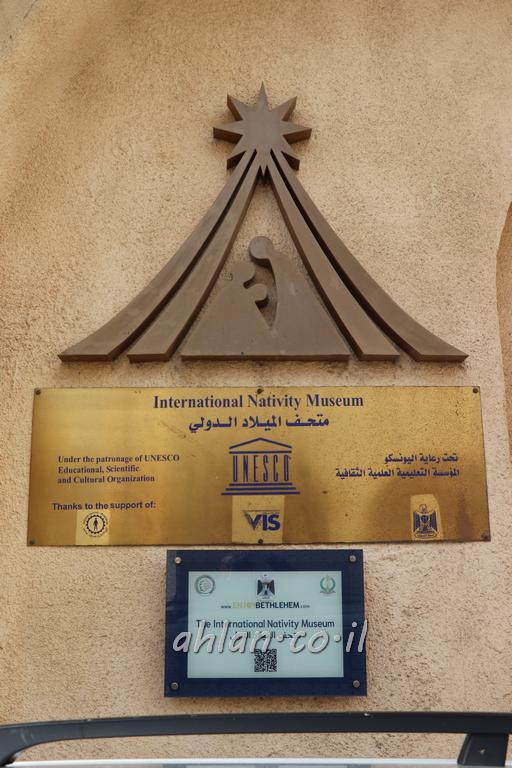 International Nativity Museum
متحف الميلاد الدولي
Under the patronage of UNESCO
Educational, Scientific
and Cultural Organization
تحت رعاية اليونسكو
المؤسسة التعليمية العلمية الثقافية
UNESCO
Thanks to the support of:
VIS
www.ENJOYBETHLEHEM.com
The International Nativity Museum
ahlan-co-il